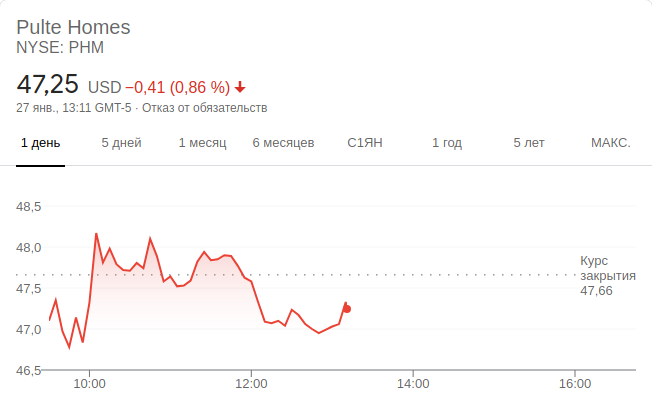 Pulte Homes
NYSE: PHM
47,25 USD −0,41 (0,86 %)
27 янв., 13:11 GMT-5 · Отказ от обязательств
1 день 5 дней 1 месяц 6 месяцев С1ЯН 1 год 5 лет МАКС.
48,5
48,0
Курс
закрытия
47,66
47,5
47,0
46,5
10:00 12:00 14:00 16:00